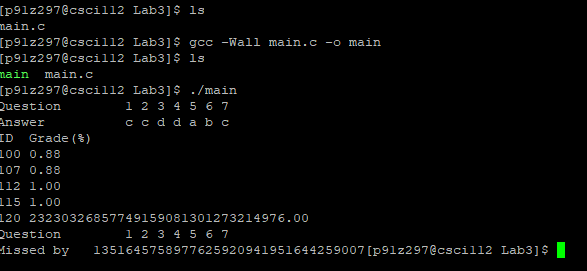 [p91z297@csci112 Lab3]$ ls
main.c
[p91z297@csci112 Lab3]$ gcc -Wall main.c -o main
[p91z297@csci112 Lab3]$ ls
main  main.c
[p91z297@csci112 Lab3]$ ./main
Question        1 2 3 4 5 6 7
Answer          c c d d a b c
ID  Grade(%)
100 0.88
107 0.88
112 1.00
115 1.00
120 232303268577491590813012732149​76.00
Question        1 2 3 4 5 6 7
Missed by   1351645758977625920941951644259007[p91z297@csci112 Lab3]$